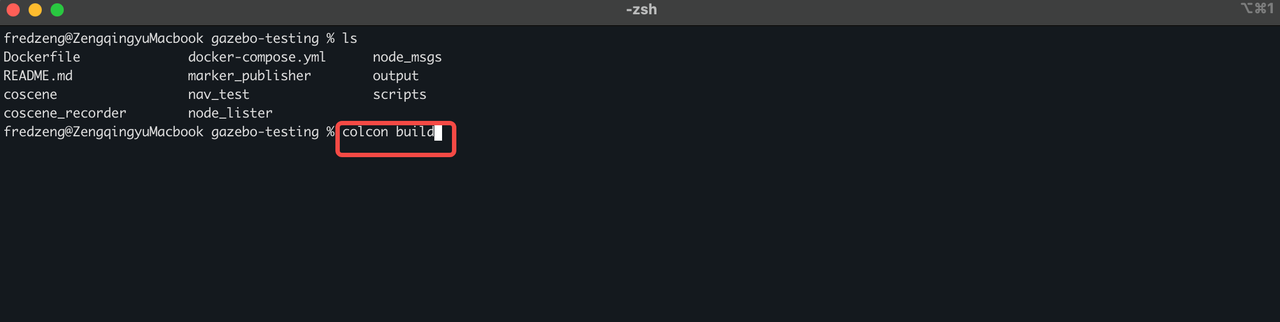 -zsh
⌥⌘1
fredzeng@ZengqingyuMacbook gazebo-testing % ls
Dockerfile docker-compose.yml node_msgs
README.md marker_publisher output
coscene nav_test scripts
coscene_recorder node_lister
fredzeng@ZengqingyuMacbook gazebo-testing % colcon build